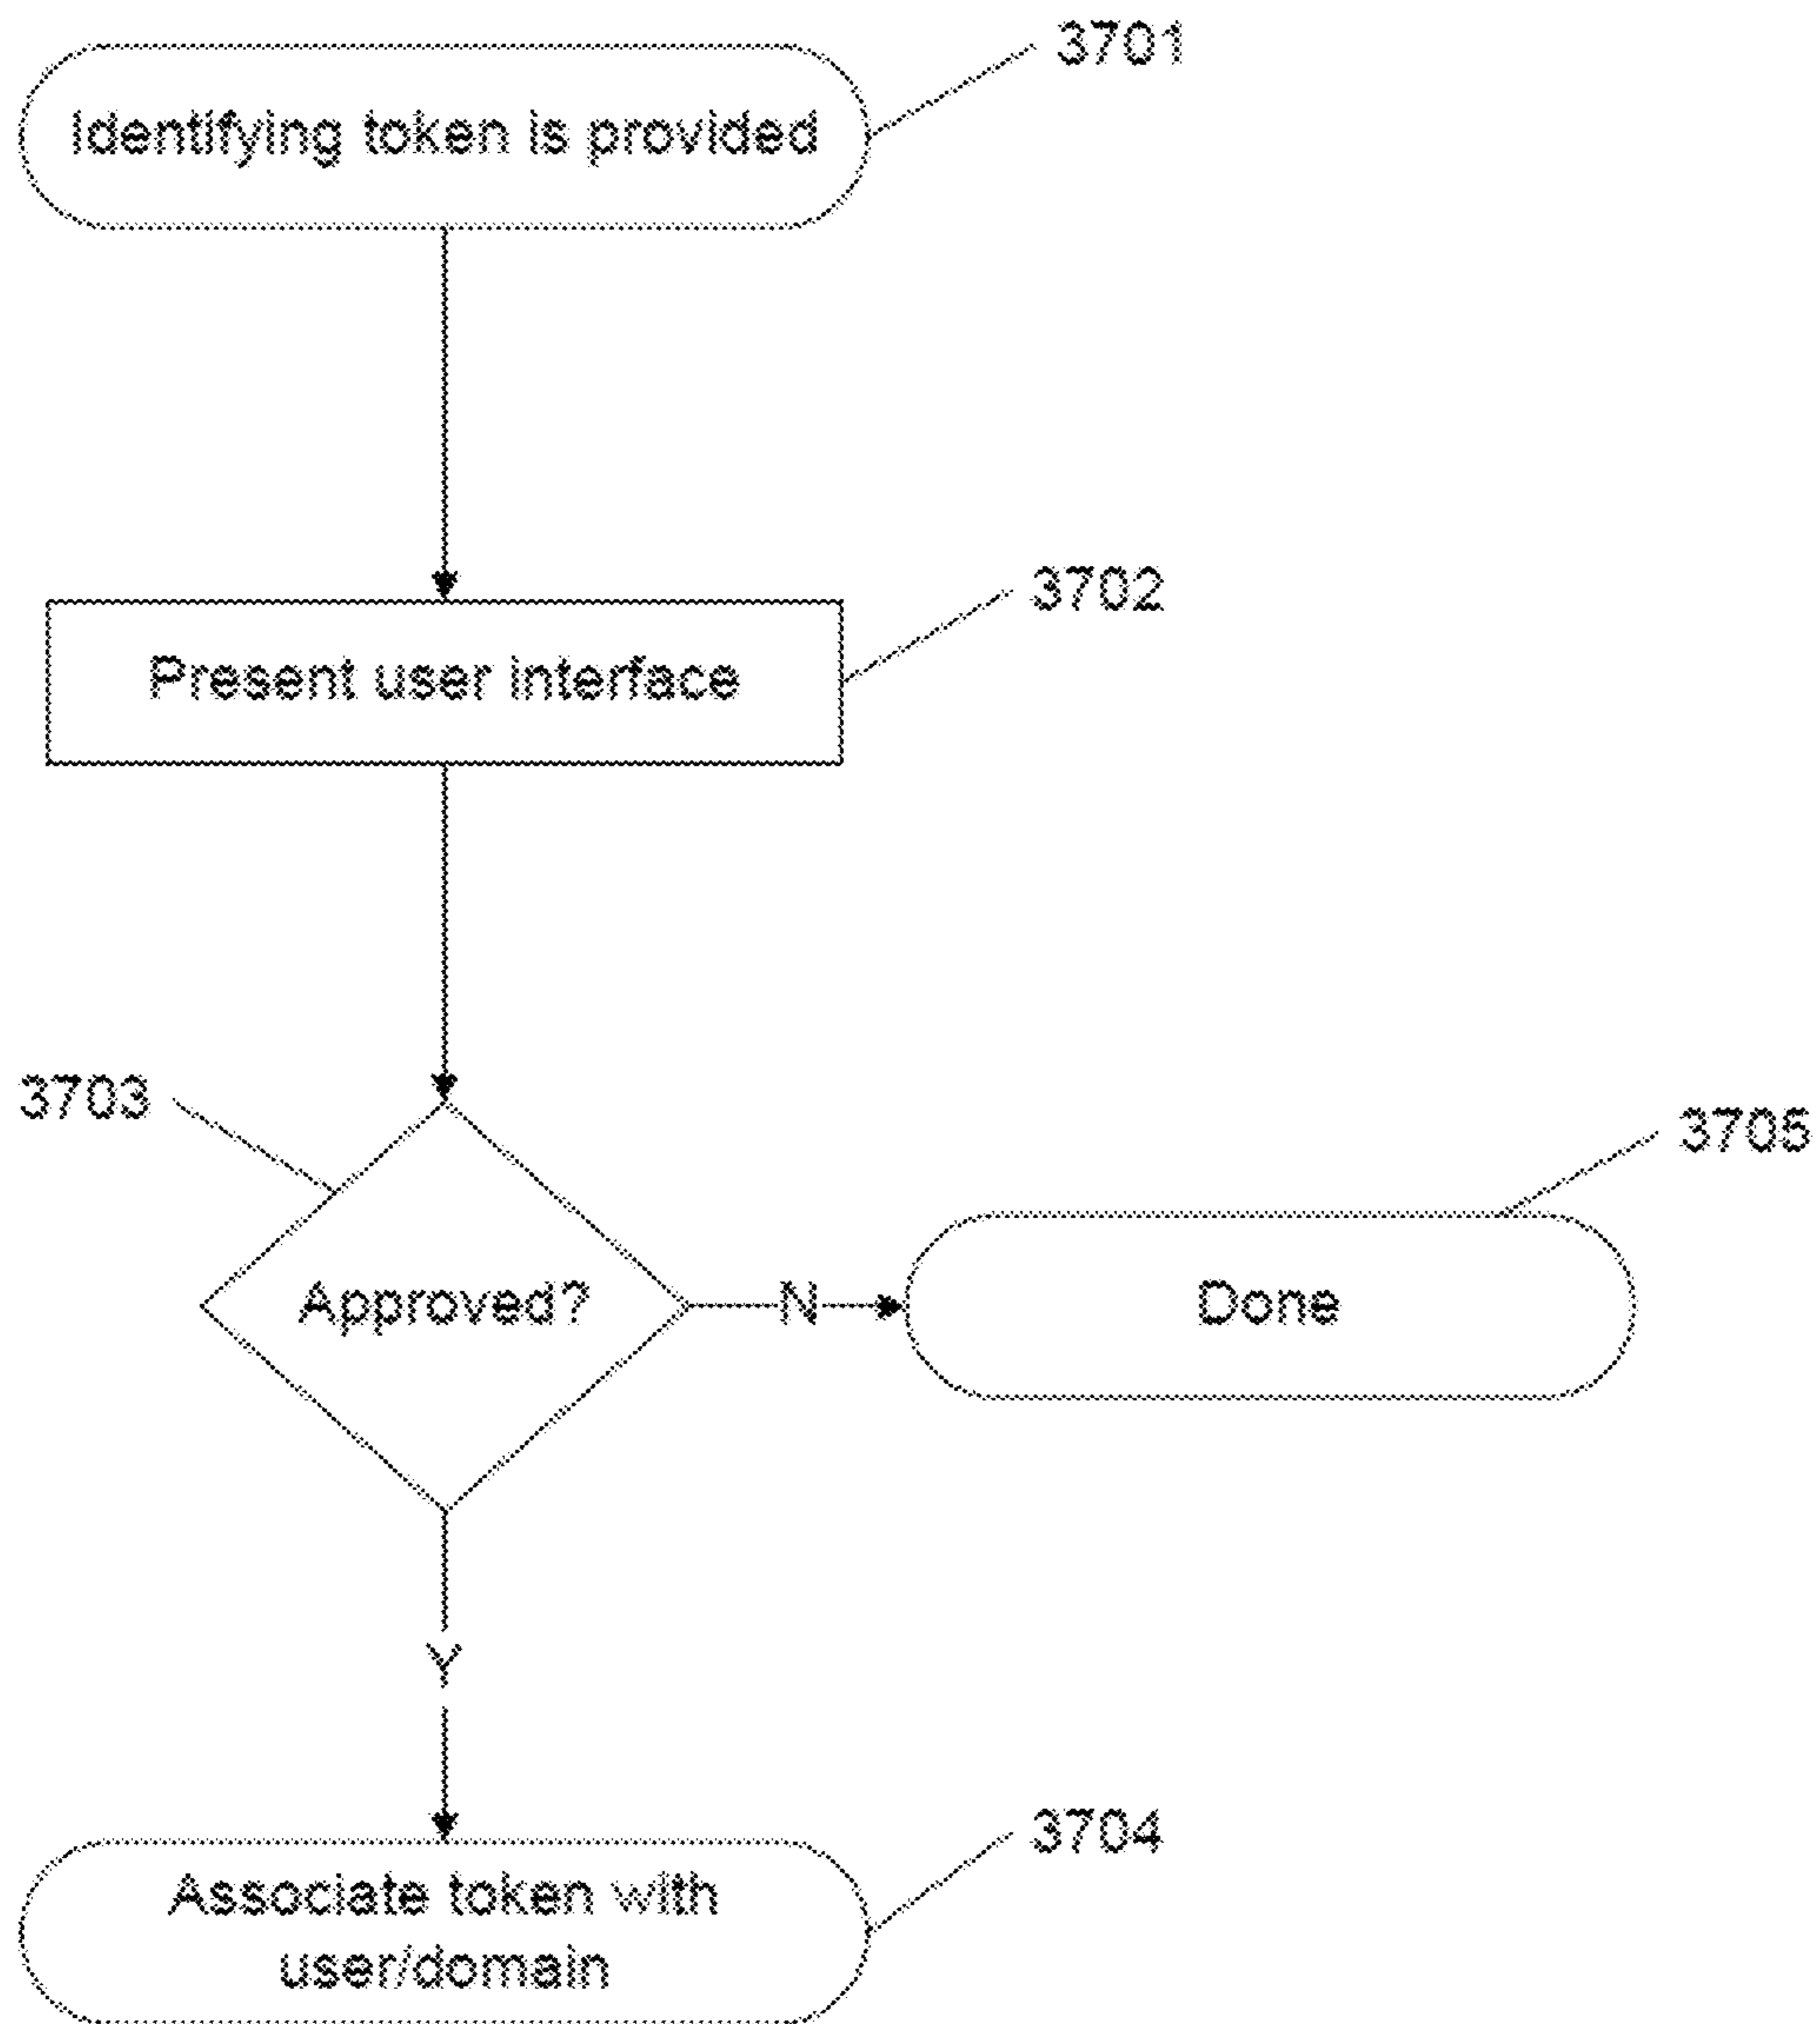 3701
Identifying token is provided
3702
Present user interface
3703
3705
Approved?
N
Done
Y
3704
Associate token with
user/domain